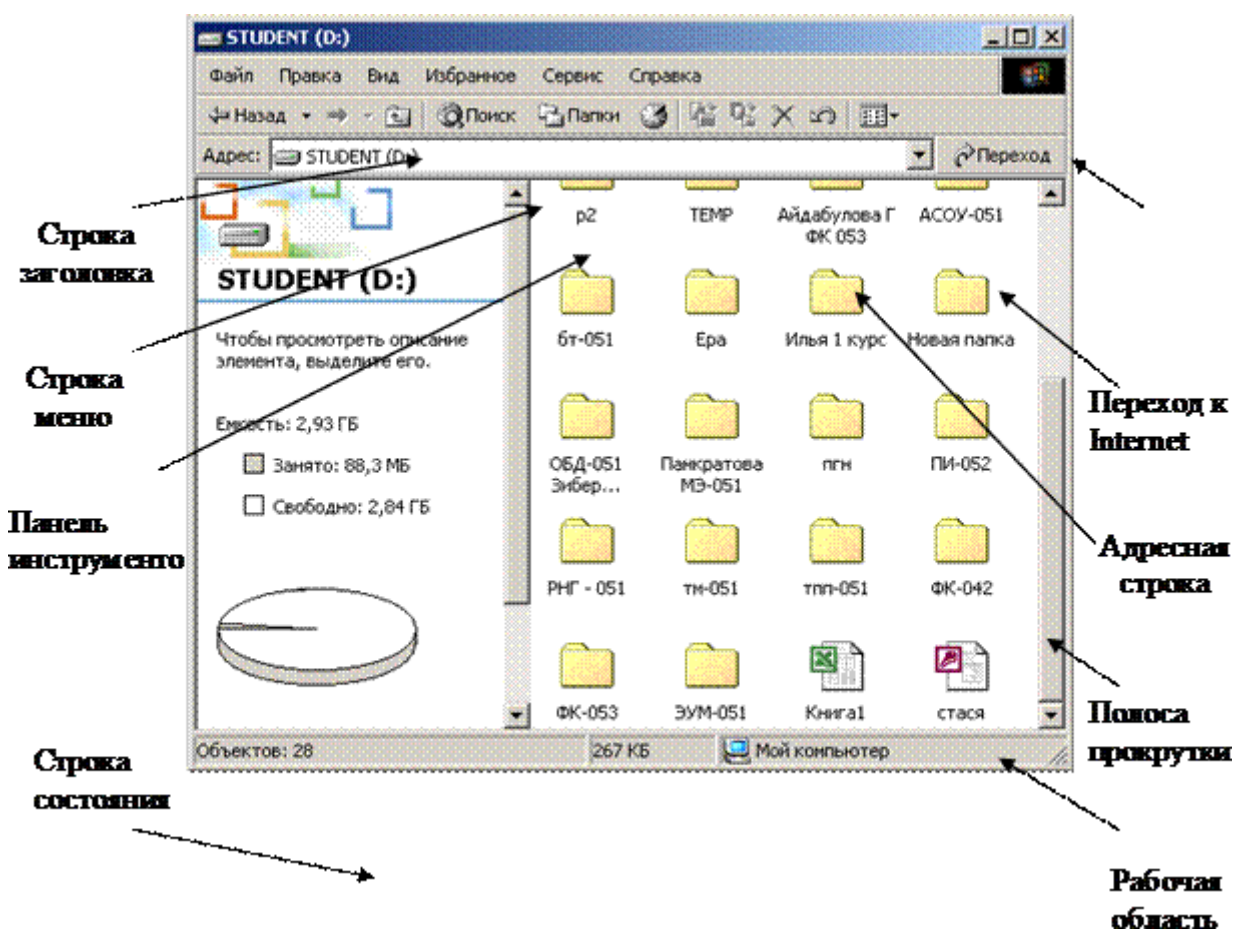 STUDENT (D:)
Файл Правка Вид Избранное Сервис Справка
Назад Поиск Папки
Адрес: STUDENT (D:) Переход
Строка
заголовка
Строка
меню
Панель
инструменто
Строка
состояния
STUDENT (D:)
Чтобы просмотреть описание
элемента, выделите его.
Емкость: 2,93 ГБ
Занято: 88,3 МБ
Свободно: 2,84 ГБ
p2 TEMP Айдабулова Г АСОУ-051
ФК 053
бт-051 Ера Илья 1 курс Новая папка
ОБД-051 Панкратова пгн ПИ-052
Зибер... МЭ-051
РНГ - 051 тм-051 тпп-051 ФК-042
ФК-053 ЭУМ-051 Книга1 стася
Объектов: 28 267 КБ Мой компьютер
Переход к
Internet
Адресная
строка
Полоса
прокрутки
Рабочая
область